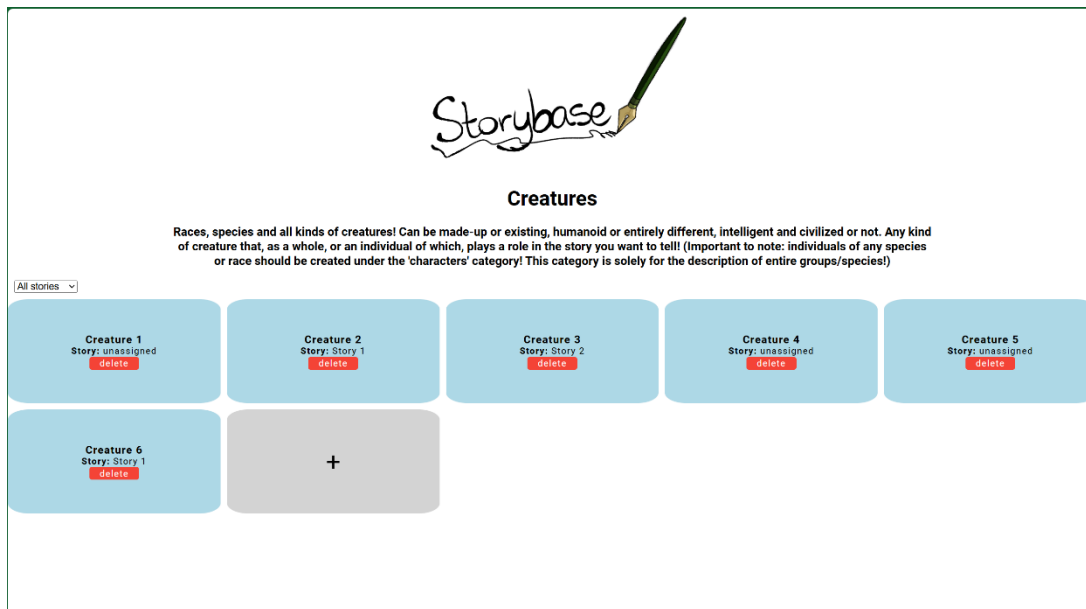 Storybase
Creatures
Races, species and all kinds of creatures! Can be made-up or existing, humanoid or entirely different, intelligent and civilized or not. Any kind
of creature that, as a whole, or an individual of which, plays a role in the story you want to tell! (Important to note: individuals of any species
or race should be created under the 'characters' category! This category is solely for the description of entire groups/species!)
All stories
Creature 1
Story: unassigned
delete
Creature 2
Story: Story 1
delete
Creature 3
Story: Story 2
delete
Creature 4
Story: unassigned
delete
Creature 5
Story: unassigned
delete
Creature 6
Story: Story 1
delete
+